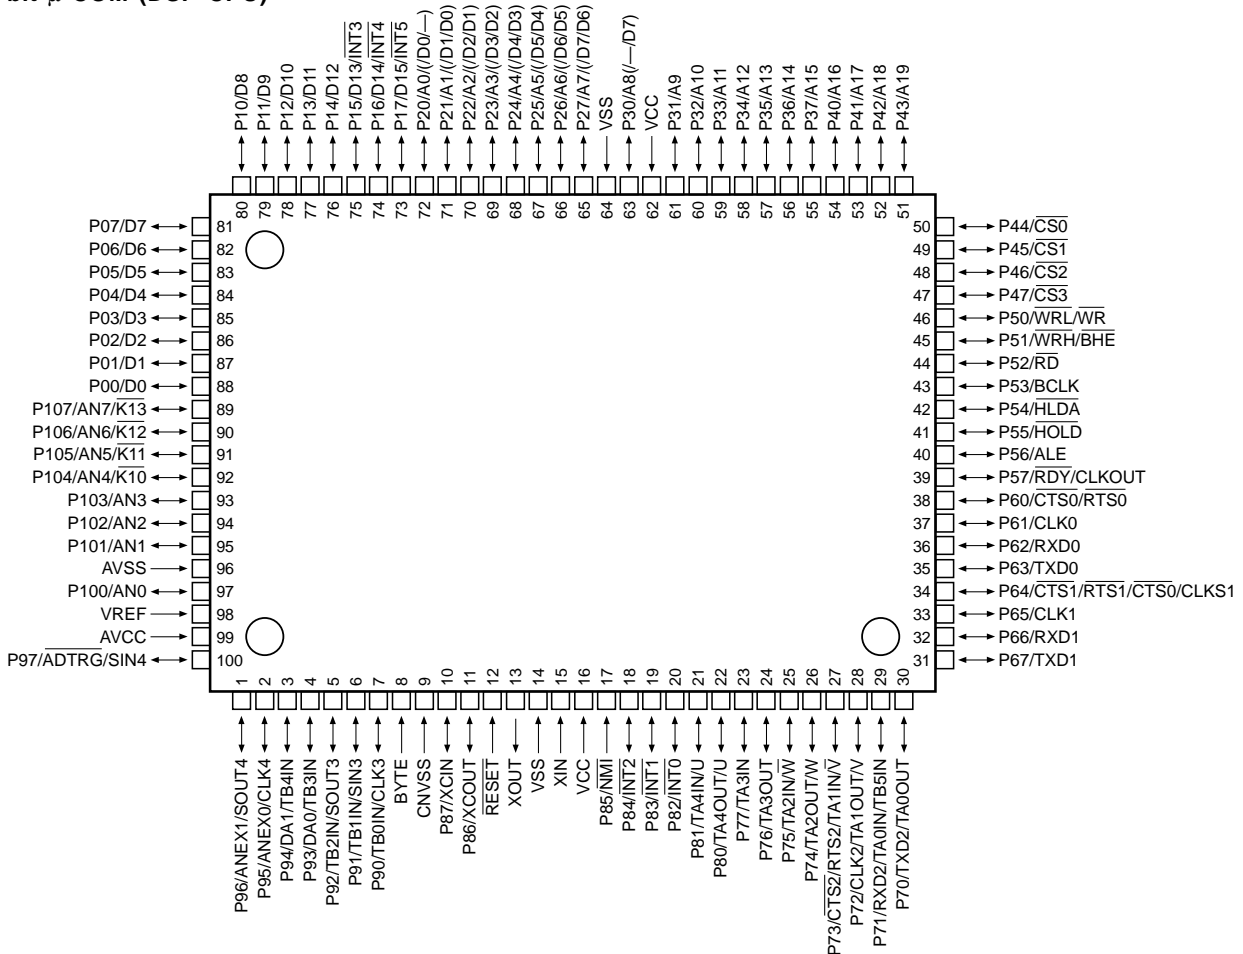 P10/D8
P11/D9
P12/D10
P13/D11
P14/D12
P15/D13/INT3
P16/D14/INT4
P17/D15/INT5
P20/A0/(/D0/—)
P21/A1/(/D1/D0)
P22/A2/(/D2/D1)
P23/A3/(/D3/D2)
P24/A4/(/D4/D3)
P25/A5/(/D5/D4)
P26/A6/(/D6/D5)
P27/A7/(/D7/D6)
VSS
P30/A8(/—/D7)
VCC
P31/A9
P32/A10
P33/A11
P34/A12
P35/A13
P36/A14
P37/A15
P40/A16
P41/A17
P42/A18
P43/A19
80 79 78 77 76 75 74 73 72 71 70 69 68 67 66 65 64 63 62 61 60 59 58 57 56 55 54 53 52 51
P07/D7 81
P06/D6 82
P05/D5 83
P04/D4 84
P03/D3 85
P02/D2 86
P01/D1 87
P00/D0 88
P107/AN7/K13 89
P106/AN6/K12 90
P105/AN5/K11 91
P104/AN4/K10 92
P103/AN3 93
P102/AN2 94
P101/AN1 95
AVSS 96
P100/AN0 97
VREF 98
AVCC 99
P97/ADTRG/SIN4 100
50 P44/CS0
49 P45/CS1
48 P46/CS2
47 P47/CS3
46 P50/WRL/WR
45 P51/WRH/BHE
44 P52/RD
43 P53/BCLK
42 P54/HLDA
41 P55/HOLD
40 P56/ALE
39 P57/RDY/CLKOUT
38 P60/CTS0/RTS0
37 P61/CLK0
36 P62/RXD0
35 P63/TXD0
34 P64/CTS1/RTS1/CTS0/CLKS1
33 P65/CLK1
32 P66/RXD1
31 P67/TXD1
1 2 3 4 5 6 7 8 9 10 11 12 13 14 15 16 17 18 19 20 21 22 23 24 25 26 27 28 29 30
P96/ANEX1/SOUT4
P95/ANEX0/CLK4
P94/DA1/TB4IN
P93/DA0/TB3IN
P92/TB2IN/SOUT3
P91/TB1IN/SIN3
P90/TB0IN/CLK3
BYTE
CNVSS
P87/XCIN
P86/XCOUT
RESET
XOUT
VSS
XIN
VCC
P85/NMI
P84/INT2
P83/INT1
P82/INT0
P81/TA4IN/U
P80/TA4OUT/U
P77/TA3IN
P76/TA3OUT
P75/TA2IN/W
P74/TA2OUT/W
P73/CTS2/RTS2/TA1IN/V
P72/CLK2/TA1OUT/V
P71/RXD2/TA0IN/TB5IN
P70/TXD2/TA0OUT